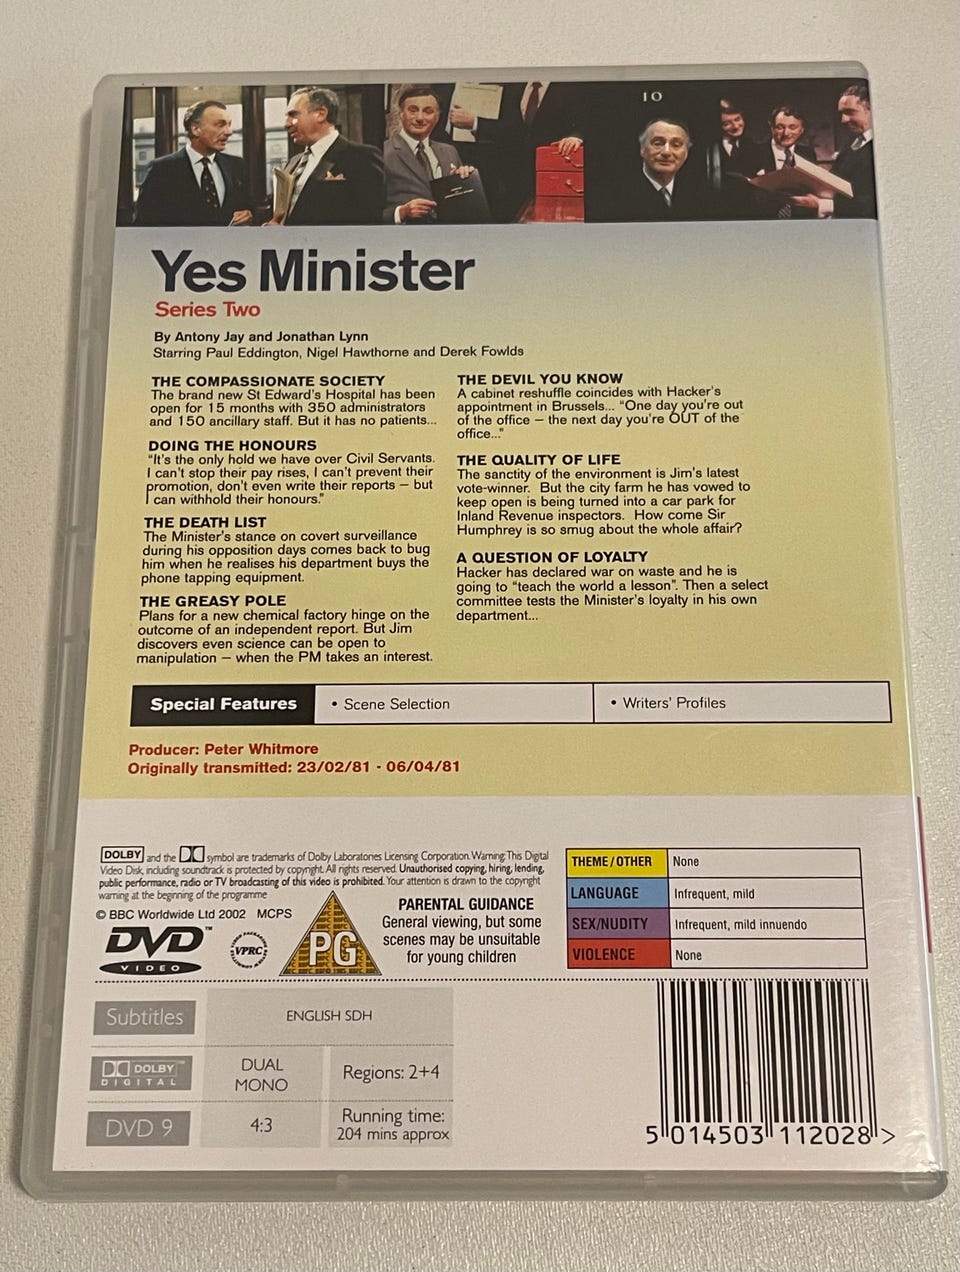 10
Yes Minister
Series Two
By Antony Jay and Jonathan Lynn
Starring Paul Eddington, Nigel Hawthorne and Derek Fowlds
THE COMPASSIONATE SOCIETY
The brand new St Edward's Hospital has been
open for 15 months with 350 administrators
and 150 ancillary staff. But it has no patients...
DOING THE HONOURS
"It's the only hold we have over Civil Servants.
I can't stop their pay rises, I can't prevent their
promotion, don't even write their reports – but
I can withhold their honours."
THE DEATH LIST
The Minister's stance on covert surveillance
during his opposition days comes back to bug
him when he realises his department buys the
phone tapping equipment.
THE GREASY POLE
Plans for a new chemical factory hinge on the
outcome of an independent report. But Jim
discovers even science can be open to
manipulation – when the PM takes an interest.
THE DEVIL YOU KNOW
A cabinet reshuffle coincides with Hacker's
appointment in Brussels... "One day you're out
of the office – the next day you're OUT of the
office..."
THE QUALITY OF LIFE
The sanctity of the environment is Jim's latest
vote-winner. But the city farm he has vowed to
keep open is being turned into a car park for
Inland Revenue inspectors. How come Sir
Humphrey is so smug about the whole affair?
A QUESTION OF LOYALTY
Hacker has declared war on waste and he is
going to "teach the world a lesson". Then a select
committee tests the Minister's loyalty in his own
department...
Special Features
• Scene Selection
• Writers' Profiles
Producer: Peter Whitmore
Originally transmitted: 23/02/81 - 06/04/81
DOLBY and the symbol are trademarks of Dolby Laboratories Licensing Corporation. Warning: This Digital
Video Disk, including soundtrack is protected by copyright. All rights reserved. Unauthorised copying, hiring, lending,
public performance, radio or TV broadcasting of this video is prohibited. Your attention is drawn to the copyright
warning at the beginning of the programme
© BBC Worldwide Ltd 2002 MCPS
DVD™
VIDEO
VPRC
PG
PARENTAL GUIDANCE
General viewing, but some
scenes may be unsuitable
for young children
THEME/OTHER None
LANGUAGE Infrequent, mild
SEX/NUDITY Infrequent, mild innuendo
VIOLENCE None
Subtitles ENGLISH SDH
DOLBY
DIGITAL
DUAL
MONO
Regions: 2+4
DVD 9
4:3
Running time:
204 mins approx
5 014503 112028 >